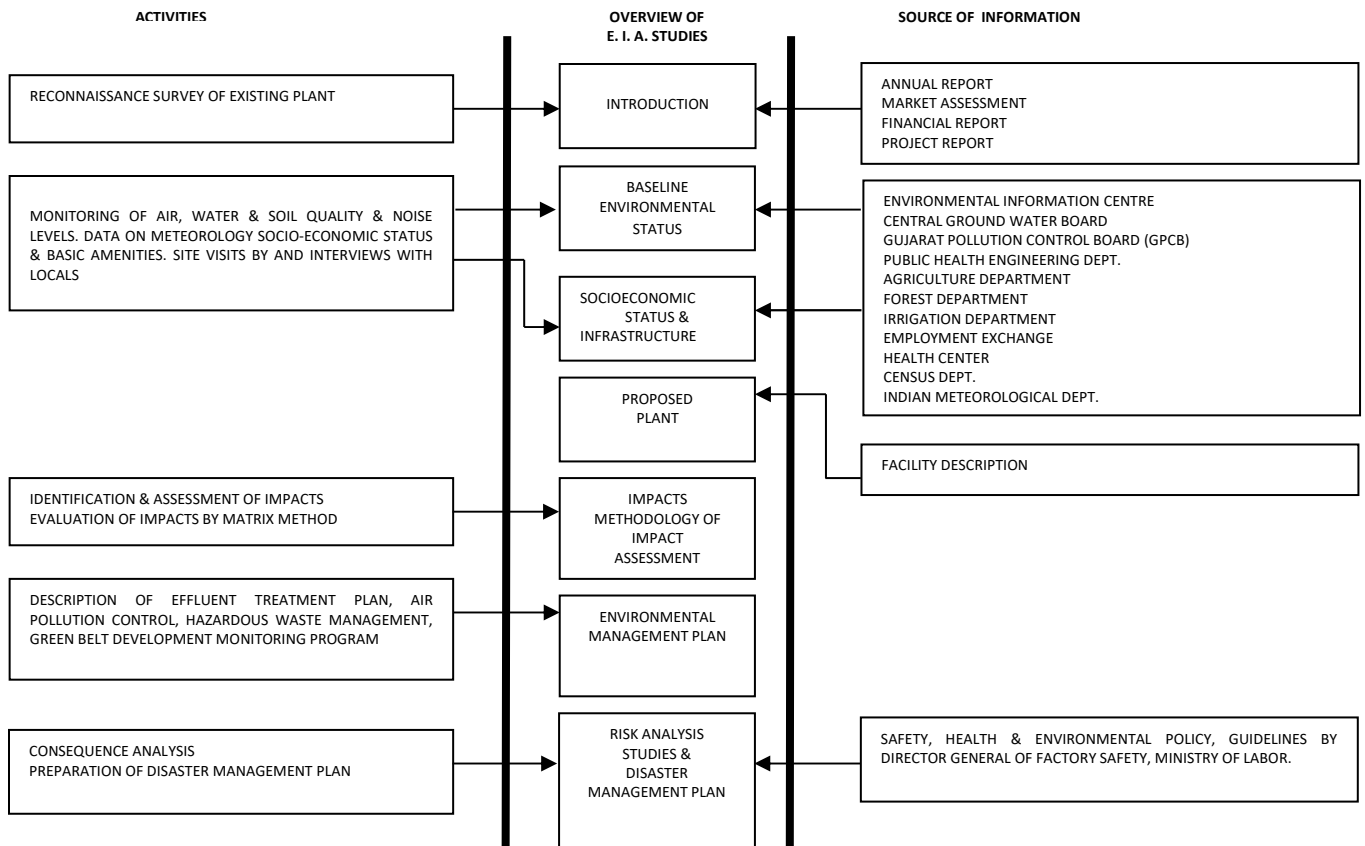 ACTIVITIES
OVERVIEW OF
E. I. A. STUDIES
SOURCE OF INFORMATION
RECONNAISSANCE SURVEY OF EXISTING PLANT
INTRODUCTION
ANNUAL REPORT
MARKET ASSESSMENT
FINANCIAL REPORT
PROJECT REPORT
MONITORING OF AIR, WATER & SOIL QUALITY & NOISE
LEVELS. DATA ON METEOROLOGY SOCIO-ECONOMIC STATUS
& BASIC AMENITIES. SITE VISITS BY AND INTERVIEWS WITH
LOCALS
BASELINE
ENVIRONMENTAL
STATUS
SOCIOECONOMIC
STATUS &
INFRASTRUCTURE
ENVIRONMENTAL INFORMATION CENTRE
CENTRAL GROUND WATER BOARD
GUJARAT POLLUTION CONTROL BOARD (GPCB)
PUBLIC HEALTH ENGINEERING DEPT.
AGRICULTURE DEPARTMENT
FOREST DEPARTMENT
IRRIGATION DEPARTMENT
EMPLOYMENT EXCHANGE
HEALTH CENTER
CENSUS DEPT.
INDIAN METEOROLOGICAL DEPT.
PROPOSED
PLANT
FACILITY DESCRIPTION
IDENTIFICATION & ASSESSMENT OF IMPACTS
EVALUATION OF IMPACTS BY MATRIX METHOD
IMPACTS
METHODOLOGY OF
IMPACT
ASSESSMENT
DESCRIPTION OF EFFLUENT TREATMENT PLAN, AIR
POLLUTION CONTROL, HAZARDOUS WASTE MANAGEMENT,
GREEN BELT DEVELOPMENT MONITORING PROGRAM
ENVIRONMENTAL
MANAGEMENT PLAN
CONSEQUENCE ANALYSIS
PREPARATION OF DISASTER MANAGEMENT PLAN
RISK ANALYSIS
STUDIES &
DISASTER
MANAGEMENT PLAN
SAFETY, HEALTH & ENVIRONMENTAL POLICY, GUIDELINES BY
DIRECTOR GENERAL OF FACTORY SAFETY, MINISTRY OF LABOR.